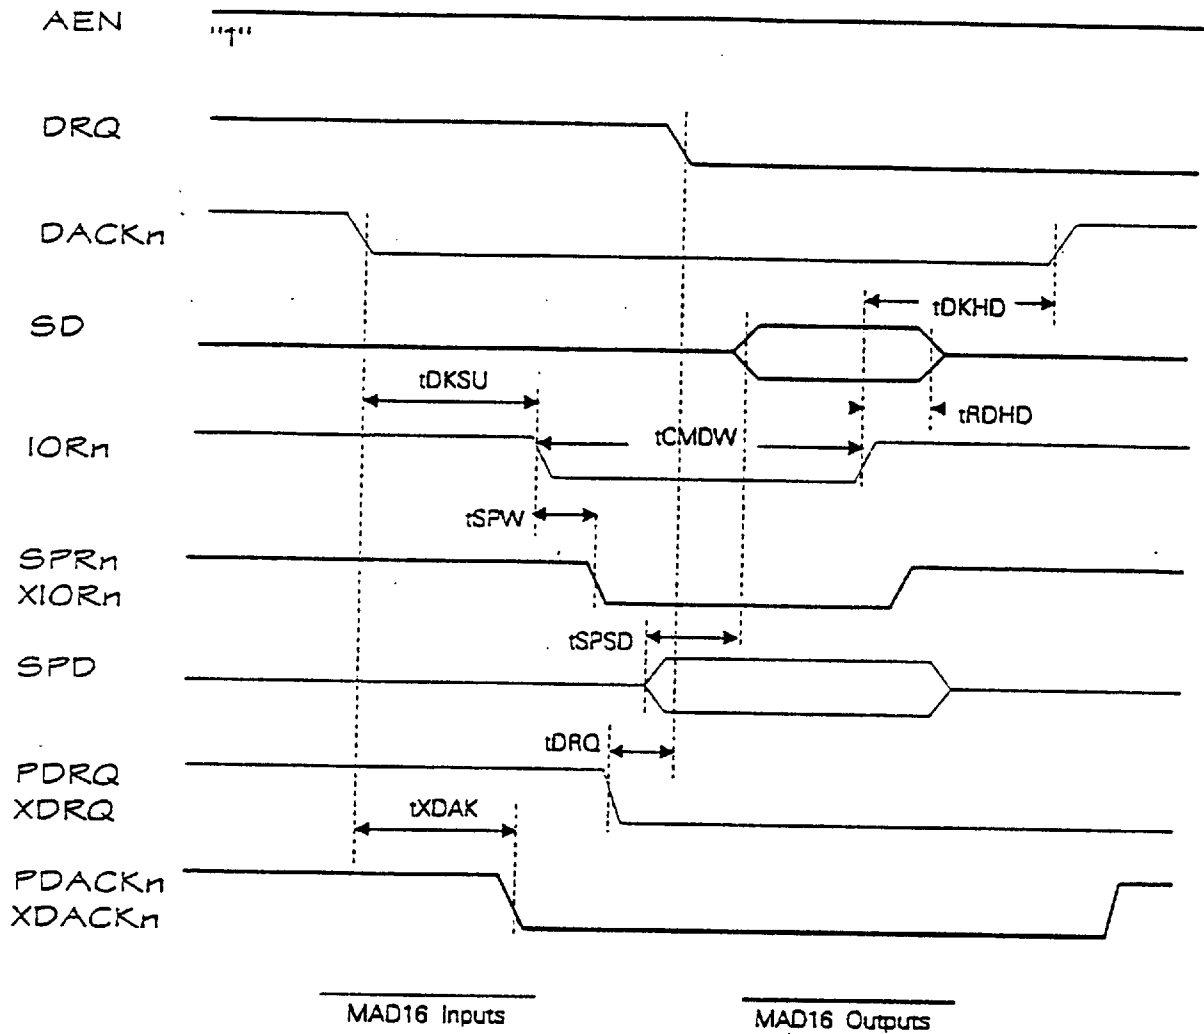 AEN
"1"
DRQ
DACKn
tDKHD
SD
tDKSU
tRDHD
IORn
tCMDW
tSPW
SPRn
XIORn
tSPSD
SPD
tDRQ
PDRQ
XDRQ
tXDAK
PDACKn
XDACKn
MAD16 Inputs
MAD16 Outputs